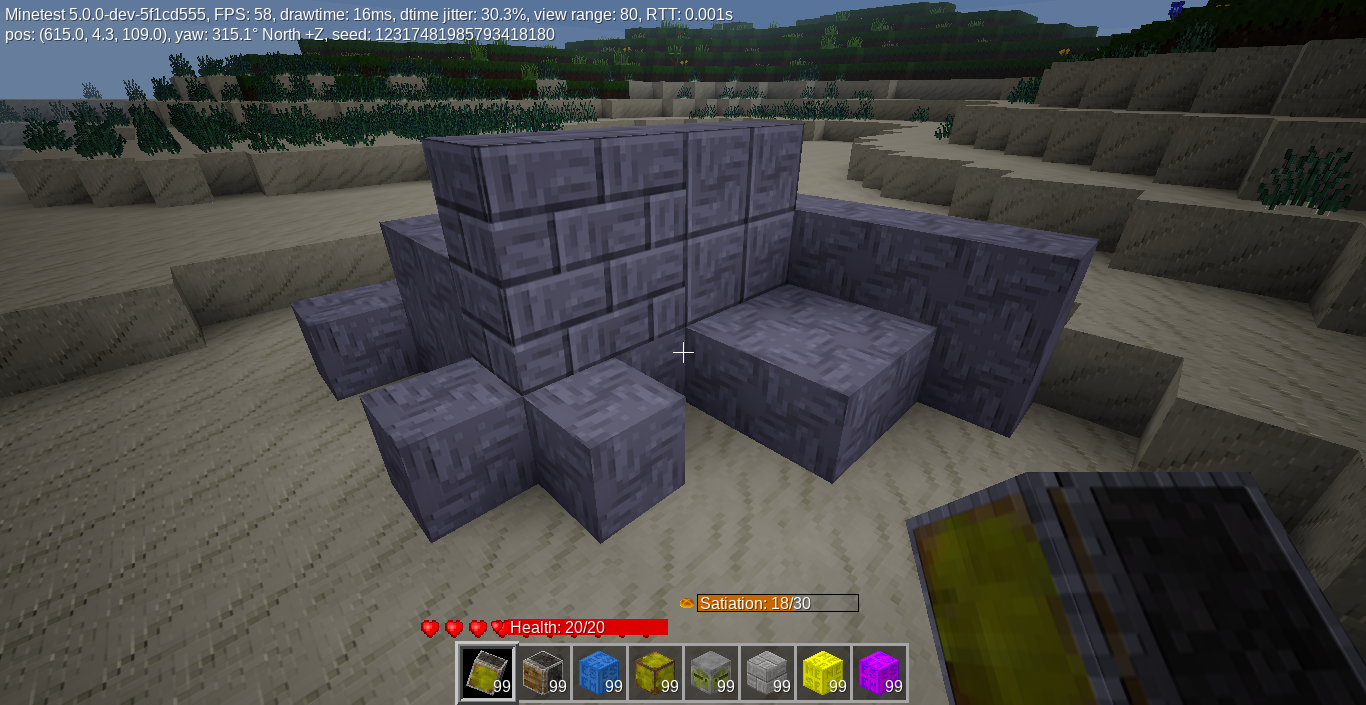 Minetest 5.0.0-dev-5f1cd555, FPS: 58, drawtime: 16ms, dtime jitter: 30.3%, view range: 80, RTT: 0.001s
pos: (615.0, 4.3, 109.0), yaw: 315.1° North +Z, seed: 12317481985793418180
Satiation: 18/30
Health: 20/20
99 99 99 99 99 99 99 99